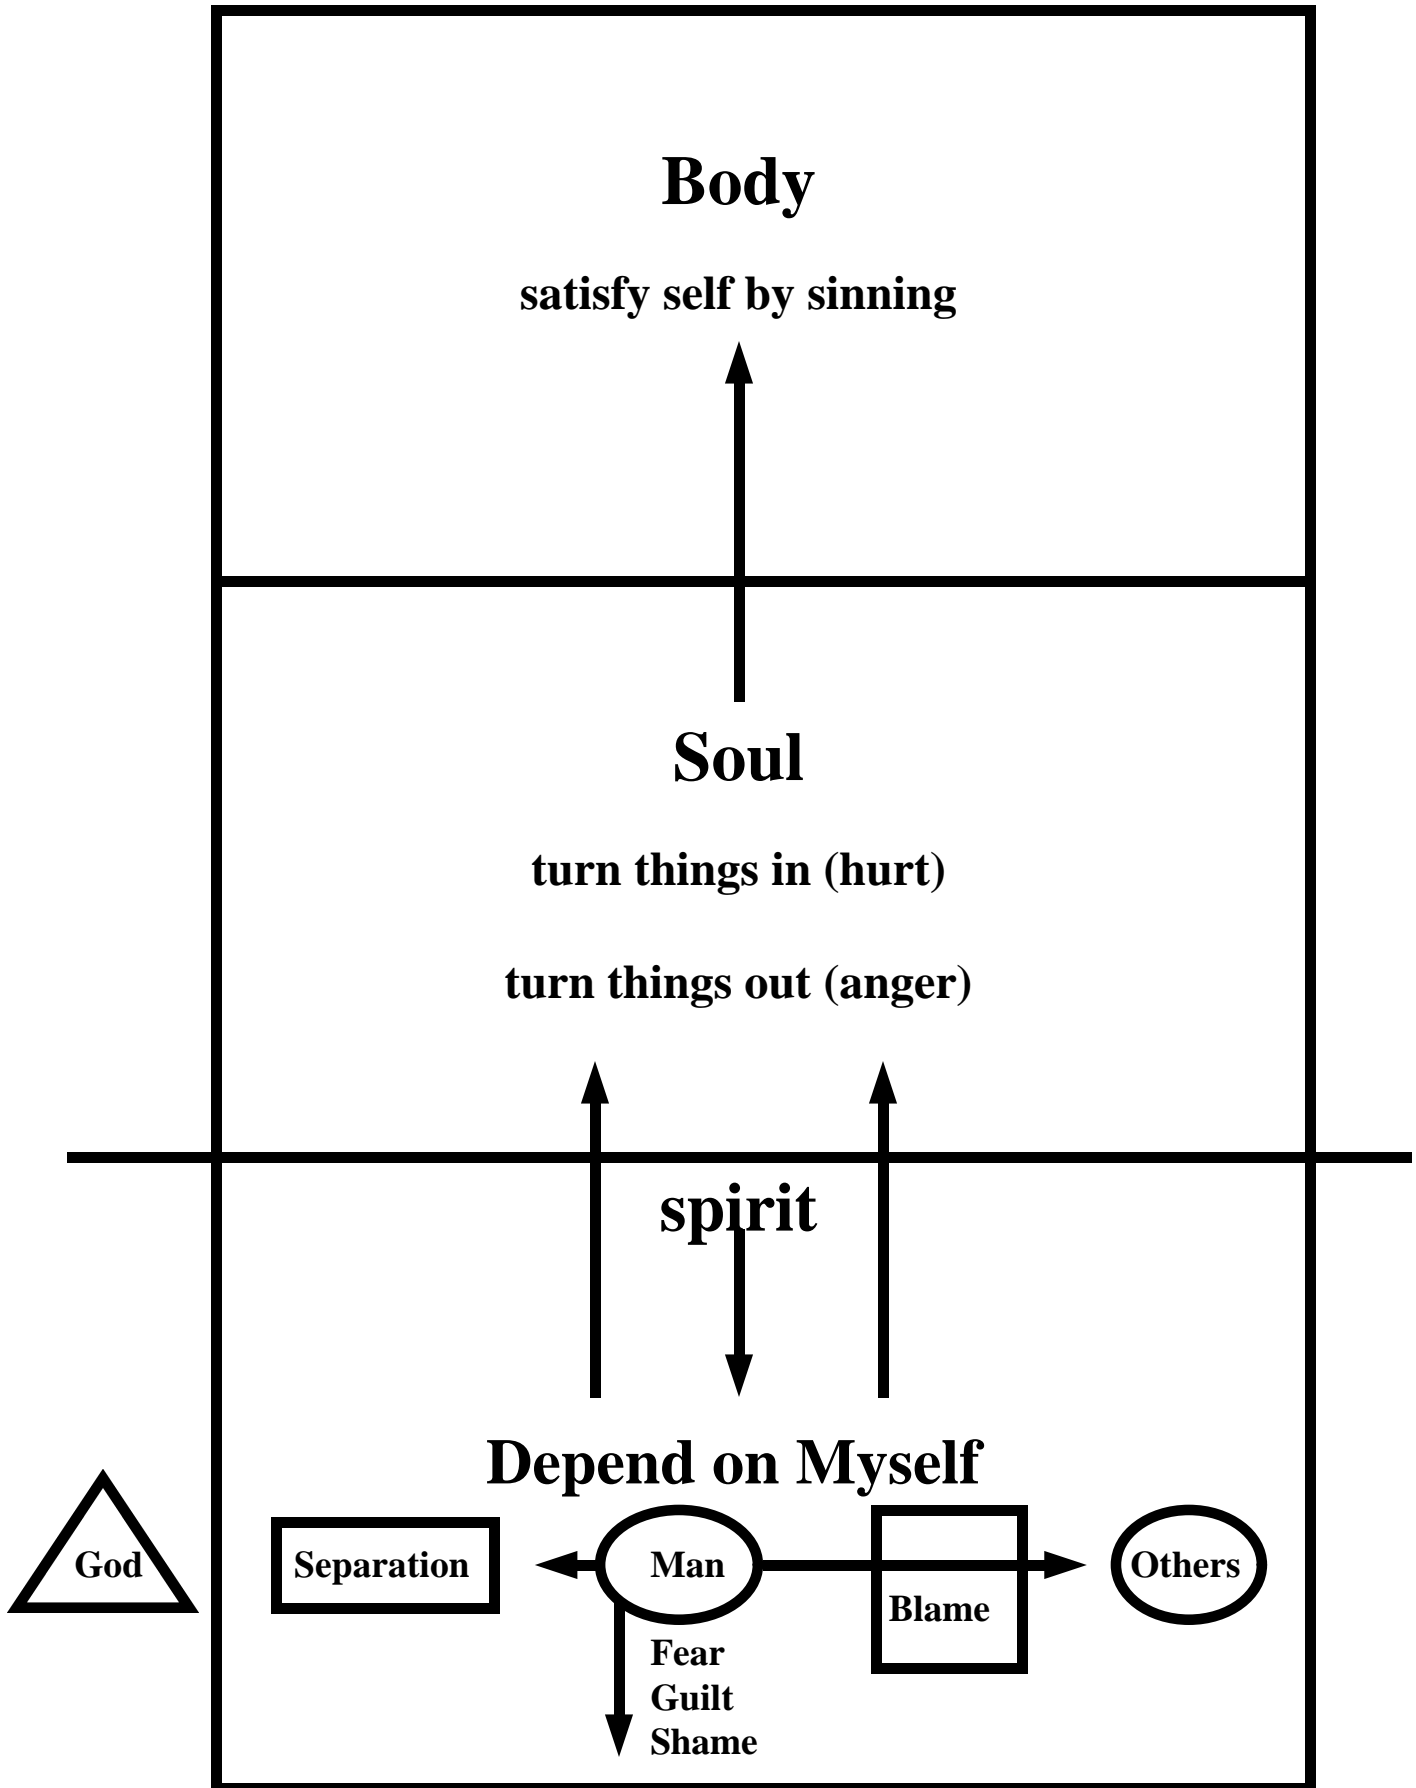 Body
satisfy self by sinning
Soul
turn things in (hurt)
turn things out (anger)
spirit
Depend on Myself
God
Separation
Man
Others
Blame
Fear
Guilt
Shame